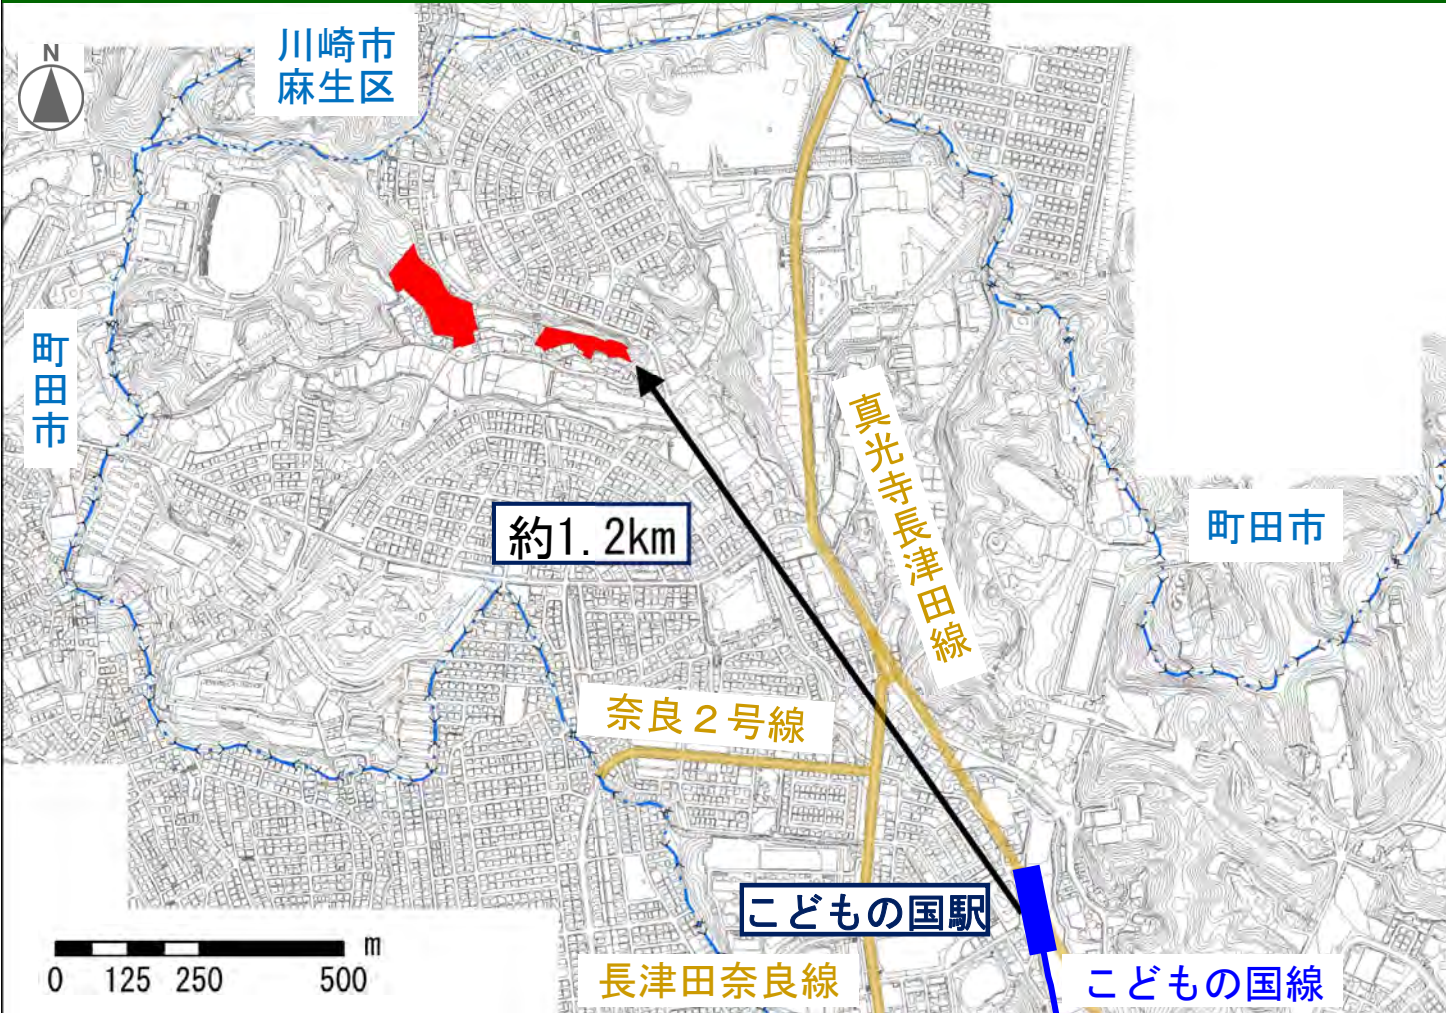 N
川崎市
麻生区
町田市
真光寺長津田線
約1.2km
町田市
奈良２号線
こどもの国駅
長津田奈良線
こどもの国線
m
0 125 250 500